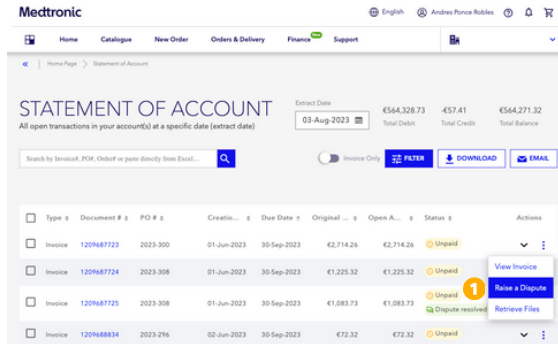 Medtronic
English Andres Ponce Robles
Home Catalogue New Order Orders & Delivery Finance New Support
« | Home Page > Statement of Account
STATEMENT OF ACCOUNT
All open transactions in your account(s) at a specific date (extract date)
Extract Date
03-Aug-2023
€564,328.73 -€57.41 €564,271.32
Total Debit Total Credit Total Balance
Search by Invoice#, PO#, Order# or paste directly from Excel...
Invoice Only FILTER DOWNLOAD EMAIL
Type Document # PO # Creatio... Due Date Original ... Open A... Status Actions
Invoice 1209687723 2023-300 01-Jun-2023 30-Sep-2023 €2,714.26 €2,714.26 Unpaid
Invoice 1209687724 2023-308 01-Jun-2023 30-Sep-2023 €1,225.32 €1,225.32 Unpaid
View Invoice
1 Raise a Dispute
Retrieve Files
Invoice 1209687725 2023-308 01-Jun-2023 30-Sep-2023 €1,083.73 €1,083.73 Unpaid
Dispute resolved
Invoice 1209688834 2023-296 02-Jun-2023 30-Sep-2023 €72.32 €72.32 Unpaid